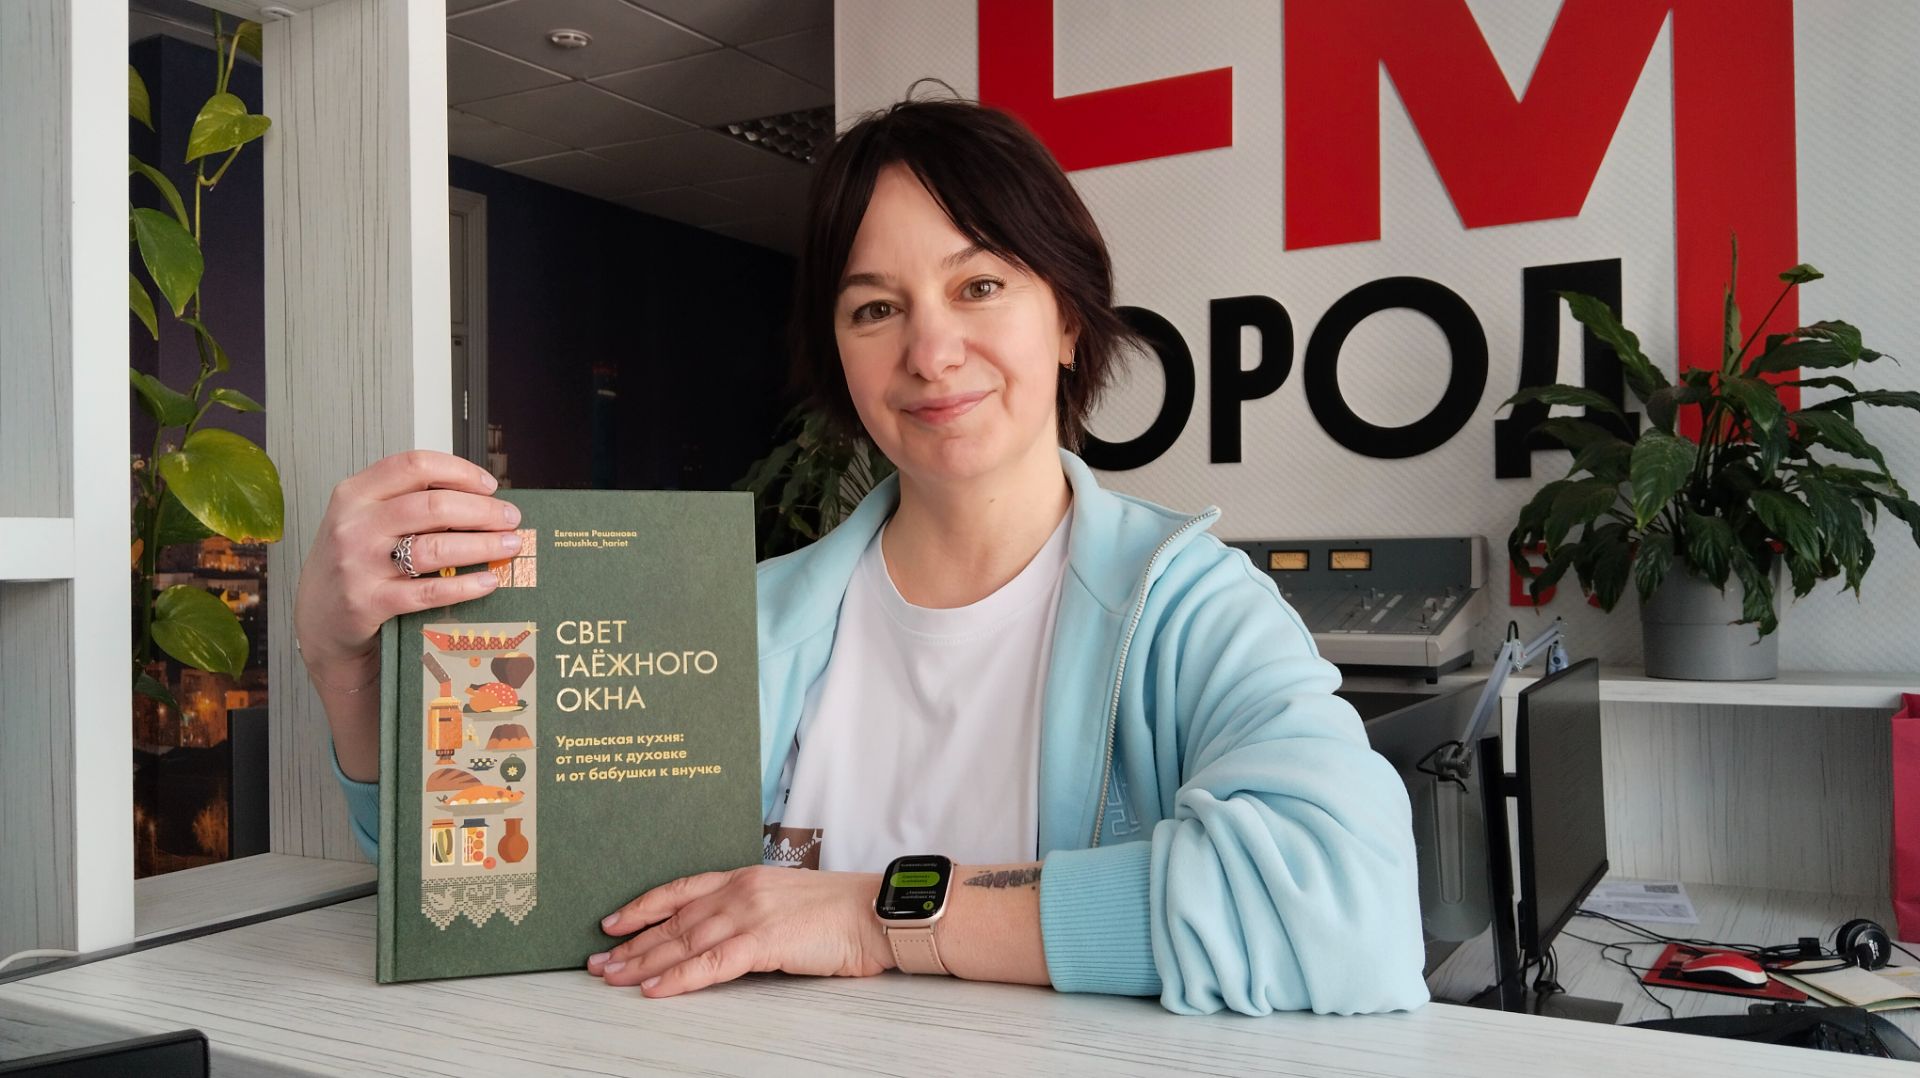 ЕМ
ОРОД
Евгения Решанова
matushka_hariet
СВЕТ
ТАЁЖНОГО
ОКНА
Уральская кухня:
от печи к духовке
и от бабушки к внучке